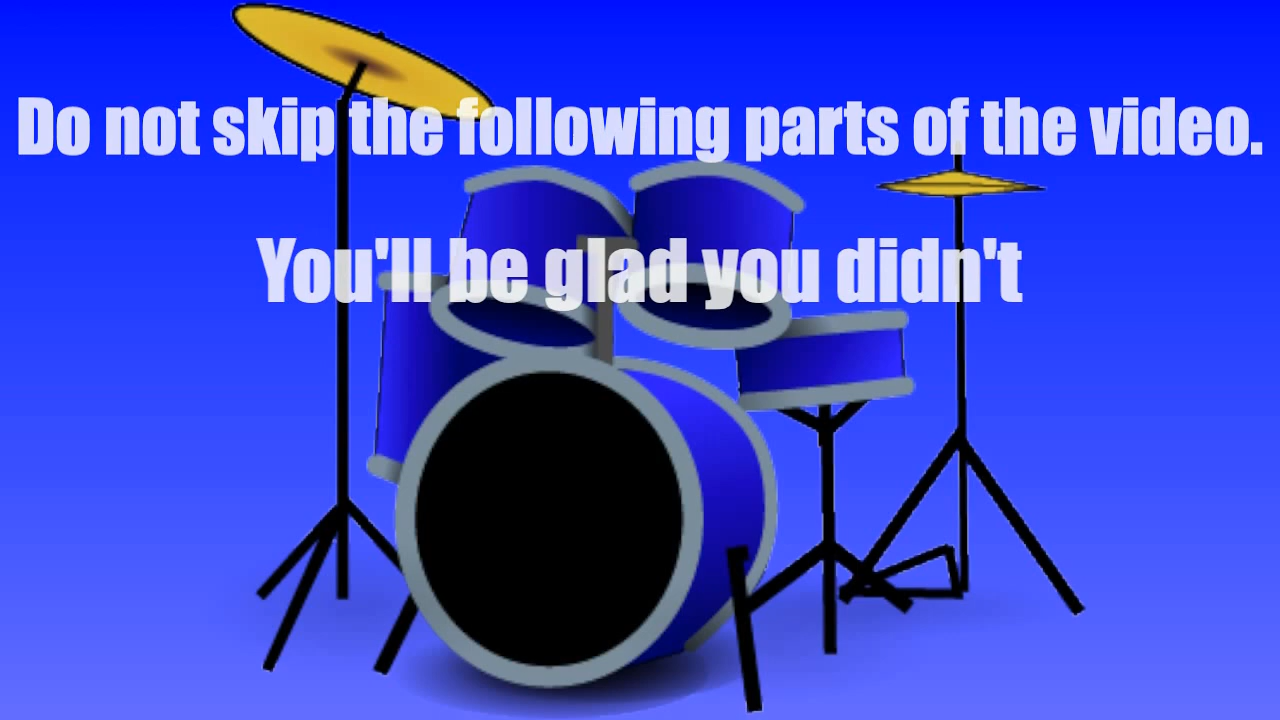 Do not skip the following parts of the video.
You'll be glad you didn't